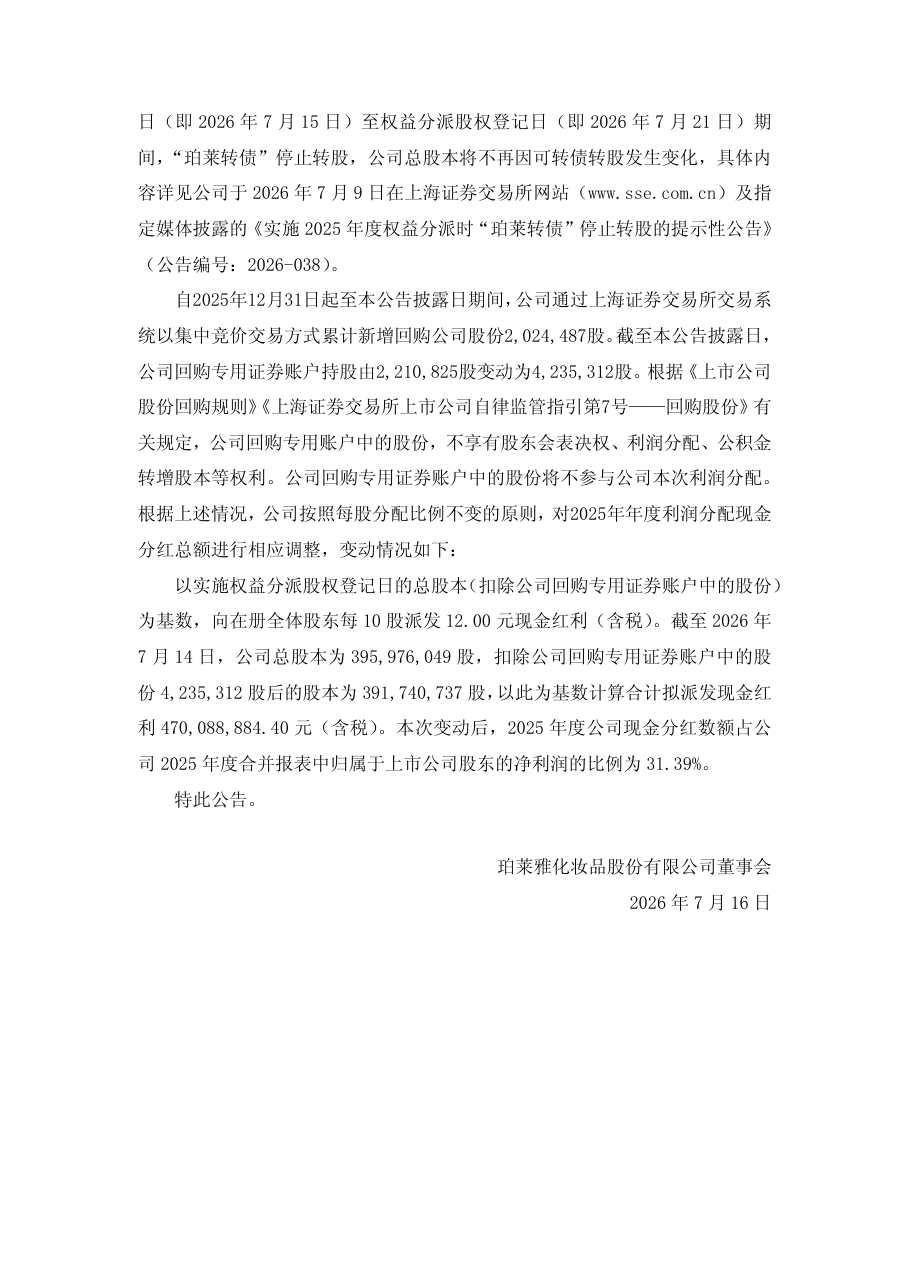 日（即 2026 年 7 月 15 日）至权益分派股权登记日（即 2026 年 7 月 21 日）期
间，“珀莱转债”停止转股，公司总股本将不再因可转债转股发生变化，具体内
容详见公司于 2026 年 7 月 9 日在上海证券交易所网站（www.sse.com.cn）及指
定媒体披露的《实施 2025 年度权益分派时“珀莱转债”停止转股的提示性公告》
（公告编号：2026-038）。
自2025年12月31日起至本公告披露日期间，公司通过上海证券交易所交易系
统以集中竞价交易方式累计新增回购公司股份2,024,487股。截至本公告披露日，
公司回购专用证券账户持股由2,210,825股变动为4,235,312股。根据《上市公司
股份回购规则》《上海证券交易所上市公司自律监管指引第7号——回购股份》有
关规定，公司回购专用账户中的股份，不享有股东会表决权、利润分配、公积金
转增股本等权利。公司回购专用证券账户中的股份将不参与公司本次利润分配。
根据上述情况，公司按照每股分配比例不变的原则，对2025年年度利润分配现金
分红总额进行相应调整，变动情况如下：
以实施权益分派股权登记日的总股本（扣除公司回购专用证券账户中的股份）
为基数，向在册全体股东每 10 股派发 12.00 元现金红利（含税）。截至 2026 年
7 月 14 日，公司总股本为 395,976,049 股，扣除公司回购专用证券账户中的股
份 4,235,312 股后的股本为 391,740,737 股，以此为基数计算合计拟派发现金红
利 470,088,884.40 元（含税）。本次变动后，2025 年度公司现金分红数额占公
司 2025 年度合并报表中归属于上市公司股东的净利润的比例为 31.39%。
特此公告。
珀莱雅化妆品股份有限公司董事会
2026 年 7 月 16 日